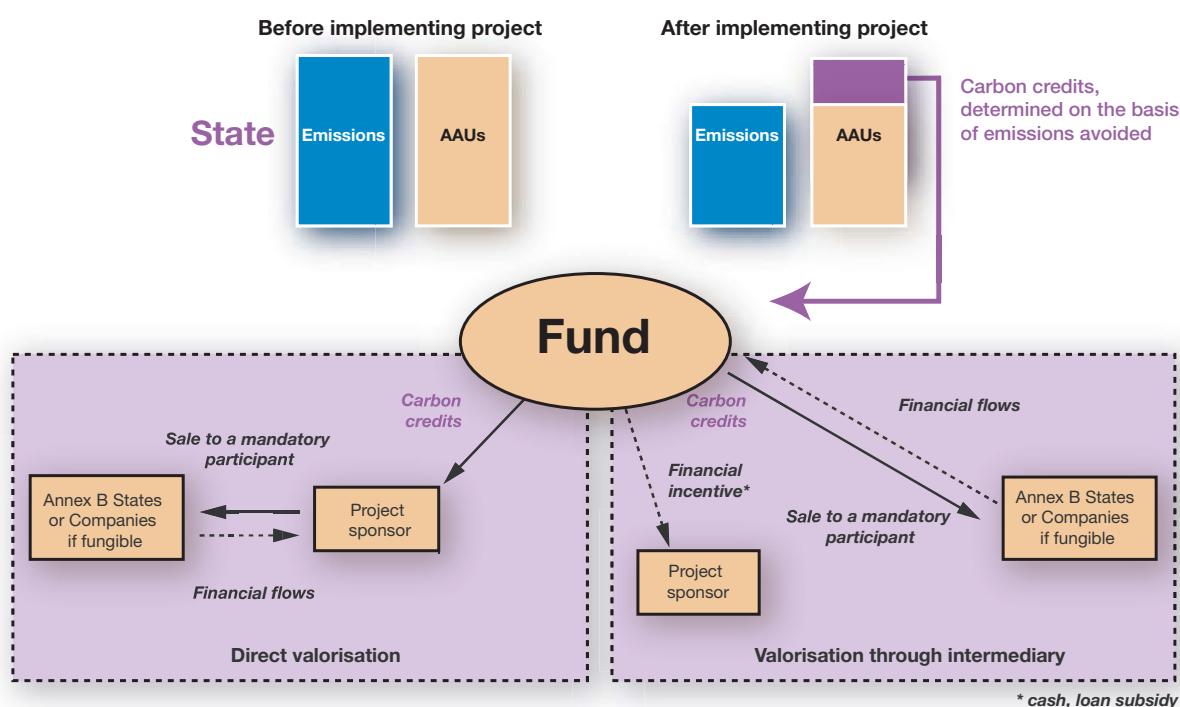 Before implementing project
After implementing project
State
Emissions
AAUs
Emissions
AAUs
Carbon credits,
determined on the basis
of emissions avoided
Fund
Carbon
credits
Sale to a mandatory
participant
Annex B States
or Companies
if fungible
Project
sponsor
Financial flows
Direct valorisation
Carbon
credits
Financial flows
Financial
incentive*
Sale to a mandatory
participant
Annex B States
or Companies
if fungible
Project
sponsor
Valorisation through intermediary
* cash, loan subsidy